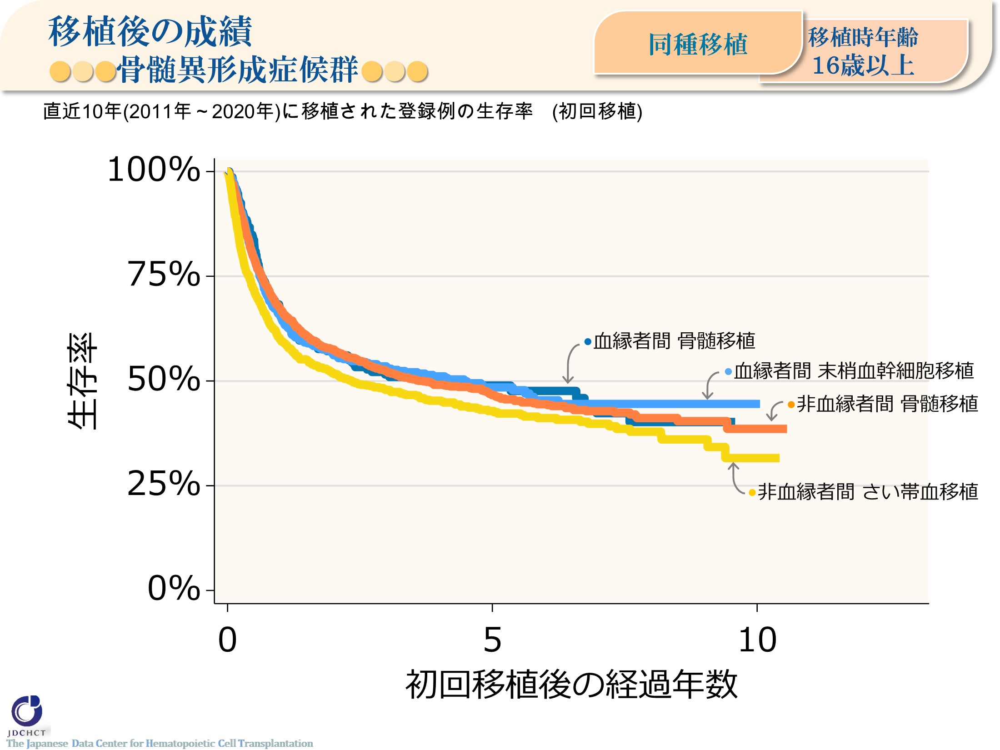 移植後の成績
骨髄異形成症候群
同種移植
移植時年齢
16歳以上
直近10年(2011年～2020年)に移植された登録例の生存率　(初回移植)
100%
75%
50%
25%
0%
生存率
血縁者間 骨髄移植
血縁者間 末梢血幹細胞移植
非血縁者間 骨髄移植
非血縁者間 さい帯血移植
0
5
10
初回移植後の経過年数
JDCHCT
The Japanese Data Center for Hematopoietic Cell Transplantation